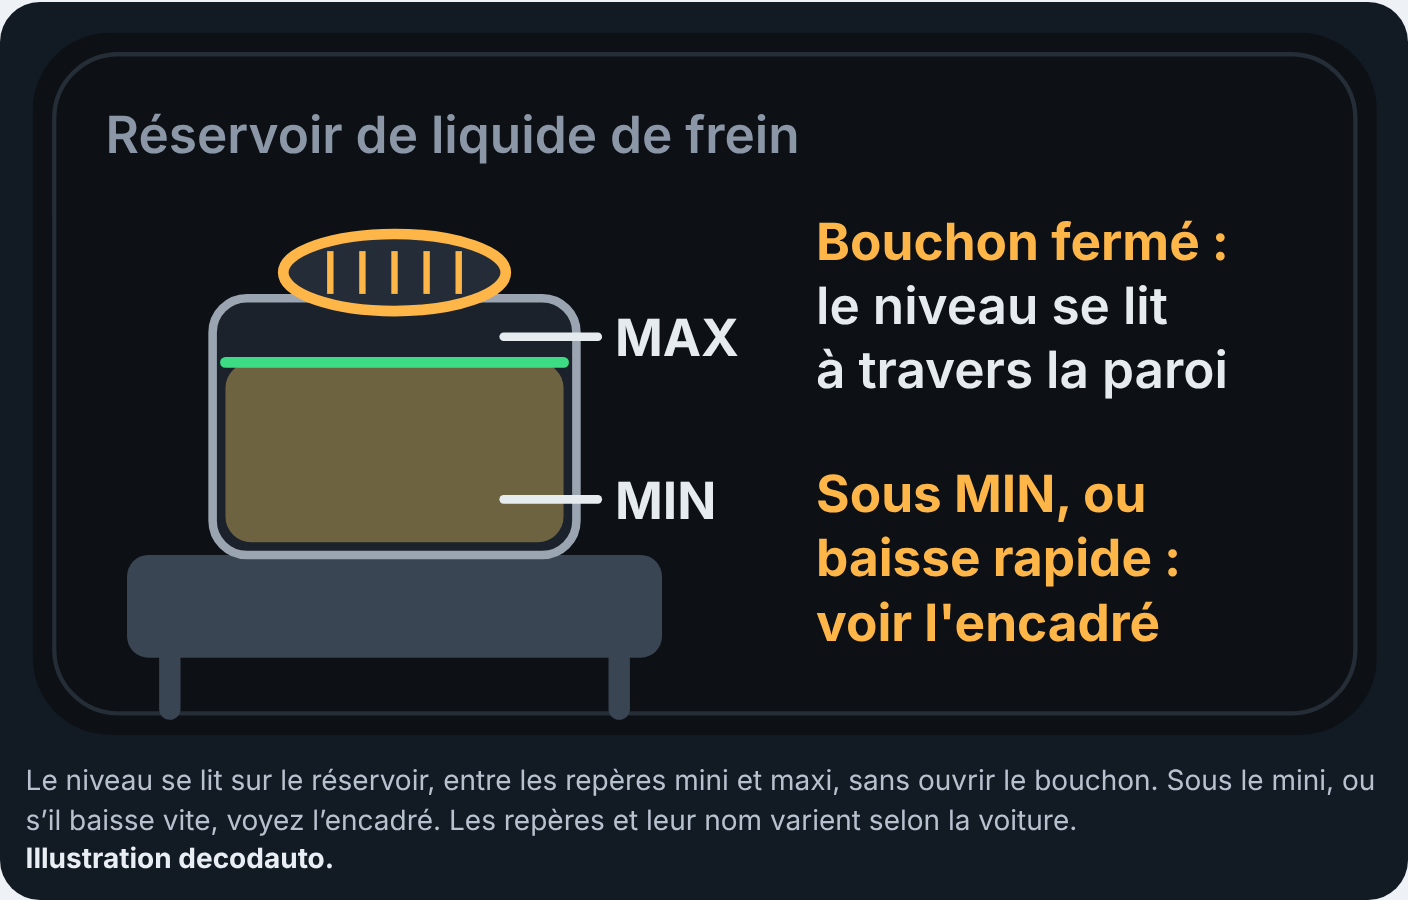 Réservoir de liquide de frein
MAX
MIN
Bouchon fermé :
le niveau se lit
à travers la paroi
Sous MIN, ou
baisse rapide :
voir l'encadré
Le niveau se lit sur le réservoir, entre les repères mini et maxi, sans ouvrir le bouchon. Sous le mini, ou
s’il baisse vite, voyez l’encadré. Les repères et leur nom varient selon la voiture.
Illustration decodauto.